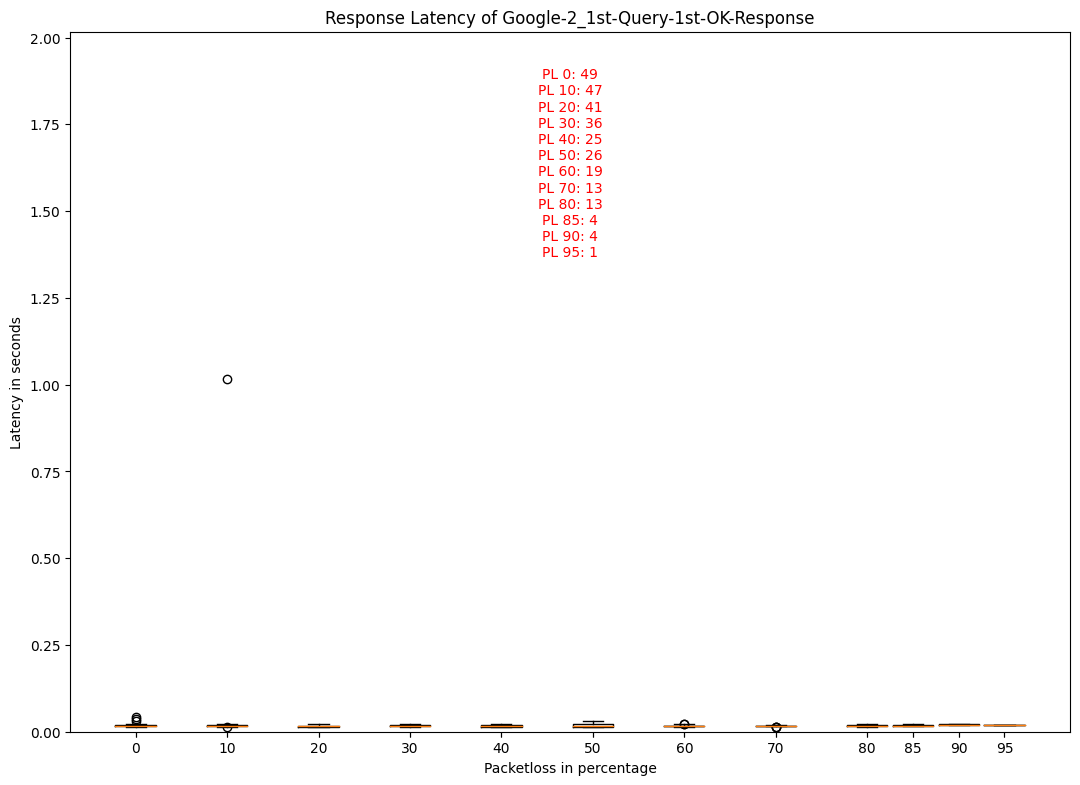 Response Latency of Google-2_1st-Query-1st-OK-Response
2.00
1.75
1.50
1.25
1.00
0.75
0.50
0.25
0.00
Latency in seconds
PL 0: 49
PL 10: 47
PL 20: 41
PL 30: 36
PL 40: 25
PL 50: 26
PL 60: 19
PL 70: 13
PL 80: 13
PL 85: 4
PL 90: 4
PL 95: 1
0 10 20 30 40 50 60 70 80 85 90 95
Packetloss in percentage